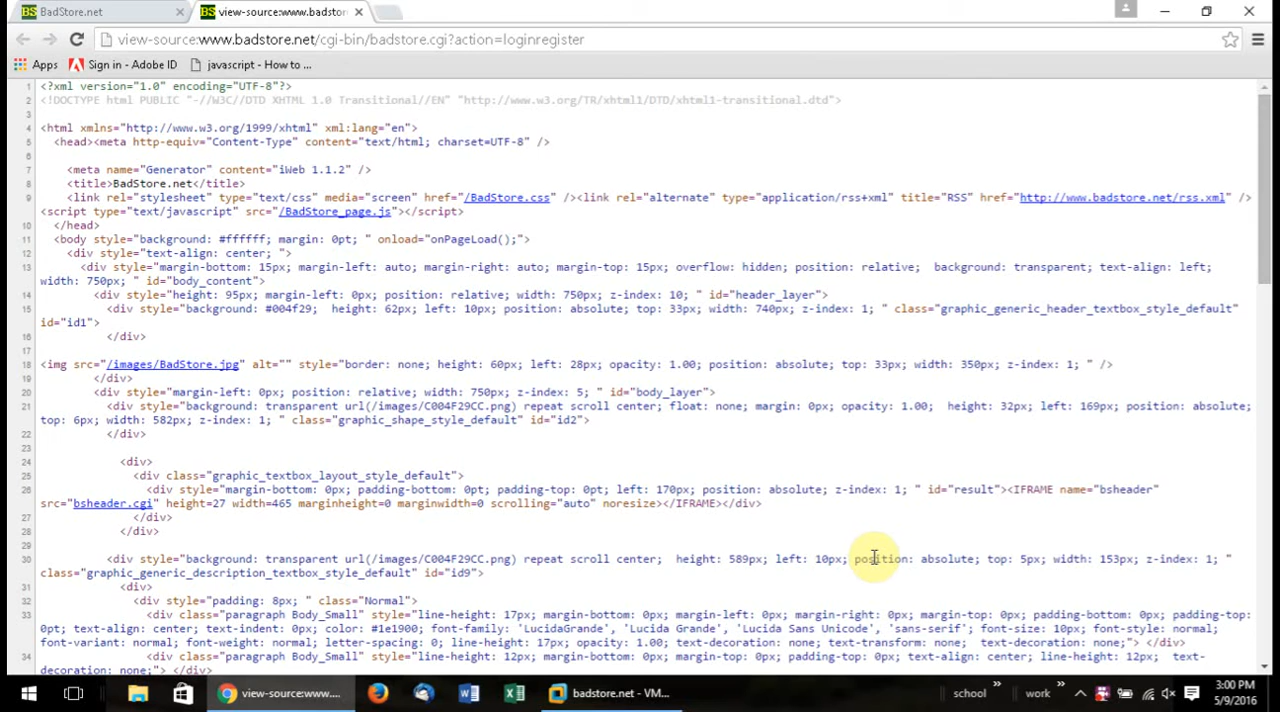 BadStore.net
view-source:www.badstor
view-source:www.badstore.net/cgi-bin/badstore.cgi?action=loginregister
Apps Sign in - Adobe ID javascript - How to ...
1 <?xml version="1.0" encoding="UTF-8"?>
2 <!DOCTYPE html PUBLIC "-//W3C//DTD XHTML 1.0 Transitional//EN" "http://www.w3.org/TR/xhtml1/DTD/xhtml1-transitional.dtd">
3
4 <html xmlns="http://www.w3.org/1999/xhtml" xml:lang="en">
5 <head><meta http-equiv="Content-Type" content="text/html; charset=UTF-8" />
6
7 <meta name="Generator" content="iWeb 1.1.2" />
8 <title>BadStore.net</title>
9 <link rel="stylesheet" type="text/css" media="screen" href="/BadStore.css" /><link rel="alternate" type="application/rss+xml" title="RSS" href="http://www.badstore.net/rss.xml" />
<script type="text/javascript" src="/BadStore_page.js"></script>
10 </head>
11 <body style="background: #ffffff; margin: 0pt; " onload="onPageLoad();">
12 <div style="text-align: center; ">
13 <div style="margin-bottom: 15px; margin-left: auto; margin-right: auto; margin-top: 15px; overflow: hidden; position: relative;  background: transparent; text-align: left;
width: 750px; " id="body_content">
14 <div style="height: 95px; margin-left: 0px; position: relative; width: 750px; z-index: 10; " id="header_layer">
15 <div style="background: #004f29;  height: 62px; left: 10px; position: absolute; top: 33px; width: 740px; z-index: 1; " class="graphic_generic_header_textbox_style_default"
id="id1">
16 </div>
17
18 <img src="/images/BadStore.jpg" alt="" style="border: none; height: 60px; left: 28px; opacity: 1.00; position: absolute; top: 33px; width: 350px; z-index: 1; " />
19 </div>
20 <div style="margin-left: 0px; position: relative; width: 750px; z-index: 5; " id="body_layer">
21 <div style="background: transparent url(/images/C004F29CC.png) repeat scroll center; float: none; margin: 0px; opacity: 1.00;  height: 32px; left: 169px; position: absolute;
top: 6px; width: 582px; z-index: 1; " class="graphic_shape_style_default" id="id2">
22 </div>
23
24 <div>
25 <div class="graphic_textbox_layout_style_default">
26 <div style="margin-bottom: 0px; padding-bottom: 0pt; padding-top: 0pt; left: 170px; position: absolute; z-index: 1; " id="result"><IFRAME name="bsheader"
src="bsheader.cgi" height=27 width=465 marginheight=0 marginwidth=0 scrolling="auto" noresize></IFRAME></div>
27 </div>
28 </div>
29
30 <div style="background: transparent url(/images/C004F29CC.png) repeat scroll center;  height: 589px; left: 10px; position: absolute; top: 5px; width: 153px; z-index: 1; "
class="graphic_generic_description_textbox_style_default" id="id9">
31 <div>
32 <div style="padding: 8px; " class="Normal">
33 <div class="paragraph Body_Small" style="line-height: 17px; margin-bottom: 0px; margin-left: 0px; margin-right: 0px; margin-top: 0px; padding-bottom: 0pt; padding-top:
0pt; text-align: center; text-indent: 0px; color: #1e1900; font-family: 'LucidaGrande', 'Lucida Grande', 'Lucida Sans Unicode', 'sans-serif'; font-size: 10px; font-style: normal;
font-variant: normal; font-weight: normal; letter-spacing: 0; line-height: 17px; opacity: 1.00; text-decoration: none; text-transform: none;  text-decoration: none;"> </div>
34 <div class="paragraph Body_Small" style="line-height: 12px; margin-bottom: 0px; margin-top: 0px; padding-bottom: 0pt; padding-top: 0pt; text-align: center; line-height: 12px;  text-
decoration: none;"> </div>
view-source:www....
badstore.net - VM...
school
work
3:00 PM
5/9/2016